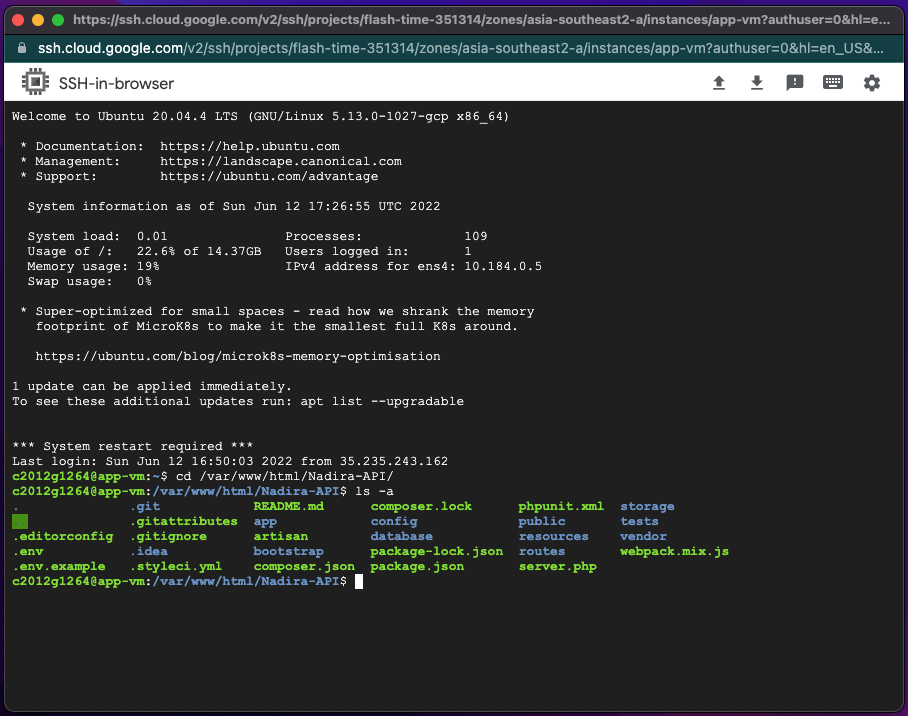 https://ssh.cloud.google.com/v2/ssh/projects/flash-time-351314/zones/asia-southeast2-a/instances/app-vm?authuser=0&hl=e...
ssh.cloud.google.com/v2/ssh/projects/flash-time-351314/zones/asia-southeast2-a/instances/app-vm?authuser=0&hl=en_US&...
SSH-in-browser
Welcome to Ubuntu 20.04.4 LTS (GNU/Linux 5.13.0-1027-gcp x86_64)
* Documentation:  https://help.ubuntu.com
* Management:     https://landscape.canonical.com
* Support:        https://ubuntu.com/advantage
System information as of Sun Jun 12 17:26:55 UTC 2022
System load:  0.01               Processes:             109
Usage of /:   22.6% of 14.37GB   Users logged in:       1
Memory usage: 19%                IPv4 address for ens4: 10.184.0.5
Swap usage:   0%
* Super-optimized for small spaces - read how we shrank the memory
footprint of MicroK8s to make it the smallest full K8s around.
https://ubuntu.com/blog/microk8s-memory-optimisation
1 update can be applied immediately.
To see these additional updates run: apt list --upgradable
*** System restart required ***
Last login: Sun Jun 12 16:50:03 2022 from 35.235.243.162
c2012g1264@app-vm:~$ cd /var/www/html/Nadira-API/
c2012g1264@app-vm:/var/www/html/Nadira-API$ ls -a
.              .git            README.md      composer.lock      phpunit.xml  storage
..             .gitattributes  app            config             public       tests
.editorconfig  .gitignore      artisan        database           resources    vendor
.env           .idea           bootstrap      package-lock.json  routes       webpack.mix.js
.env.example   .styleci.yml    composer.json  package.json       server.php
c2012g1264@app-vm:/var/www/html/Nadira-API$